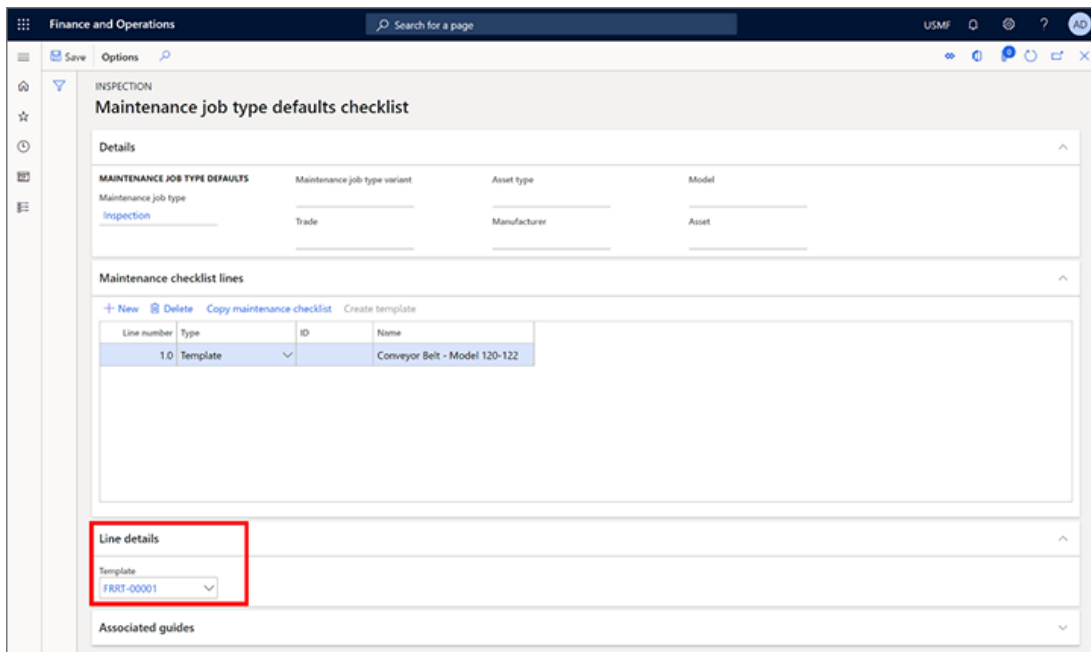 Finance and Operations
Search for a page
USMF
?
AD
Save Options
0
INSPECTION
Maintenance job type defaults checklist
Details
MAINTENANCE JOB TYPE DEFAULTS
Maintenance job type
Inspection
Maintenance job type variant
Trade
Asset type
Manufacturer
Model
Asset
Maintenance checklist lines
+ New Delete Copy maintenance checklist Create template
Line number Type ID Name
1.0 Template Conveyor Belt - Model 120-122
Line details
Template
FRRT-00001
Associated guides